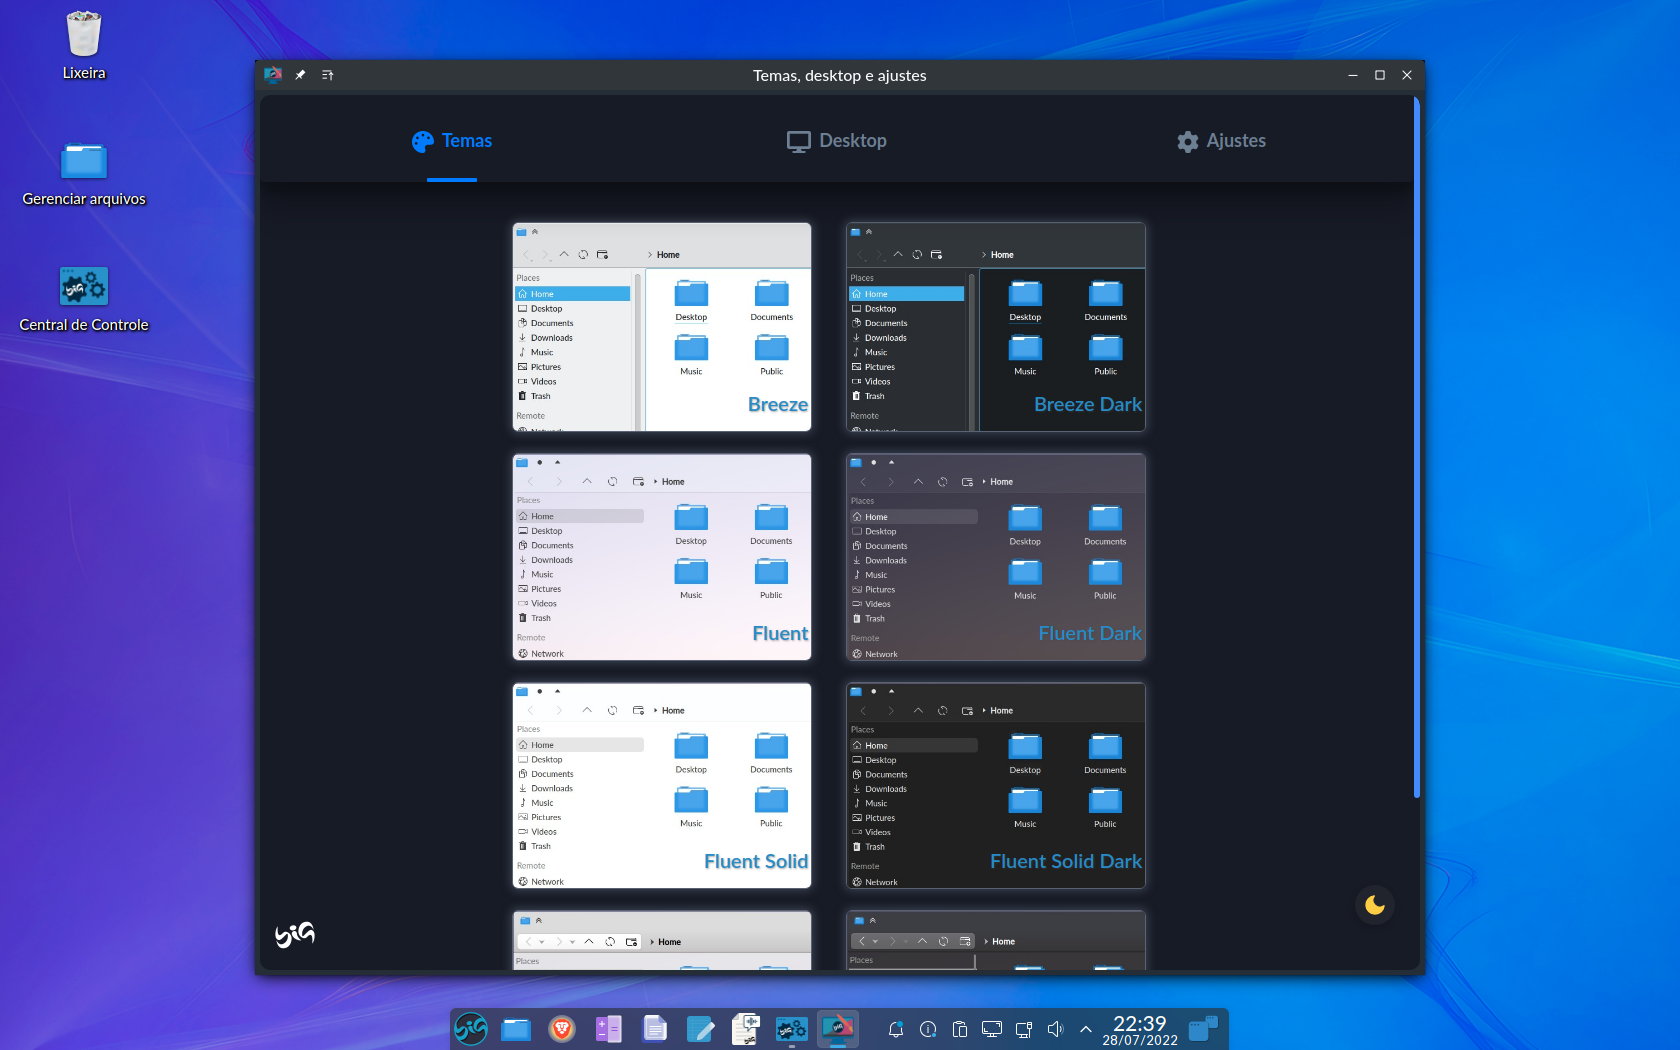 Lixeira
Gerenciar arquivos
Central de Controle
Temas, desktop e ajustes
Temas
Desktop
Ajustes
Home
Places
Home
Desktop
Documents
Downloads
Music
Pictures
Videos
Trash
Remote
Network
Desktop
Documents
Music
Public
Breeze
Home
Places
Home
Desktop
Documents
Downloads
Music
Pictures
Videos
Trash
Remote
Network
Desktop
Documents
Music
Public
Breeze Dark
Home
Places
Home
Desktop
Documents
Downloads
Music
Pictures
Videos
Trash
Remote
Network
Desktop
Documents
Music
Public
Fluent
Home
Places
Home
Desktop
Documents
Downloads
Music
Pictures
Videos
Trash
Remote
Network
Desktop
Documents
Music
Public
Fluent Dark
Home
Places
Home
Desktop
Documents
Downloads
Music
Pictures
Videos
Trash
Remote
Network
Desktop
Documents
Music
Public
Fluent Solid
Home
Places
Home
Desktop
Documents
Downloads
Music
Pictures
Videos
Trash
Remote
Network
Desktop
Documents
Music
Public
Fluent Solid Dark
Home
Places
Home
Places
BIG
22:39
28/07/2022